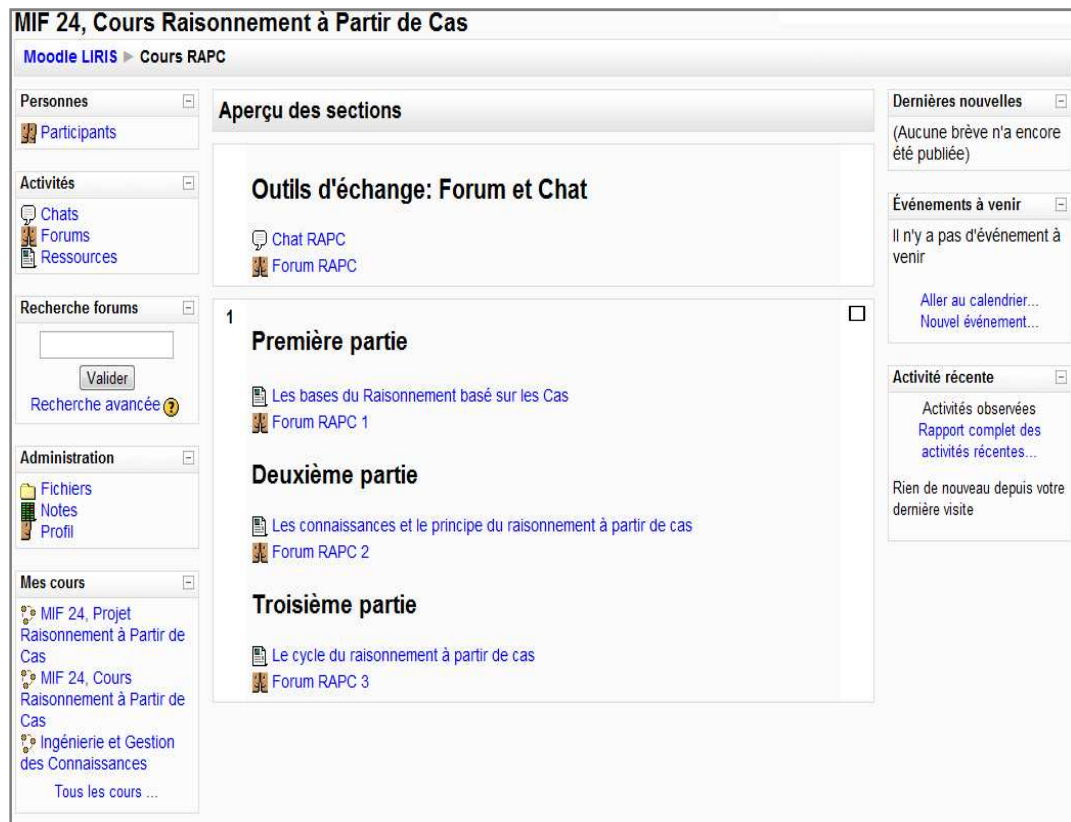 MIF 24, Cours Raisonnement à Partir de Cas
Moodle LIRIS ► Cours RAPC
Personnes
Participants
Activités
Chats
Forums
Ressources
Recherche forums
Valider
Recherche avancée ?
Administration
Fichiers
Notes
Profil
Mes cours
MIF 24, Projet
Raisonnement à Partir de
Cas
MIF 24, Cours
Raisonnement à Partir de
Cas
Ingénierie et Gestion
des Connaissances
Tous les cours ...
Aperçu des sections
Outils d'échange: Forum et Chat
Chat RAPC
Forum RAPC
1
Première partie
Les bases du Raisonnement basé sur les Cas
Forum RAPC 1
Deuxième partie
Les connaissances et le principe du raisonnement à partir de cas
Forum RAPC 2
Troisième partie
Le cycle du raisonnement à partir de cas
Forum RAPC 3
Dernières nouvelles
(Aucune brève n'a encore
été publiée)
Événements à venir
Il n'y a pas d'événement à
venir
Aller au calendrier...
Nouvel événement...
Activité récente
Activités observées
Rapport complet des
activités récentes...
Rien de nouveau depuis votre
dernière visite